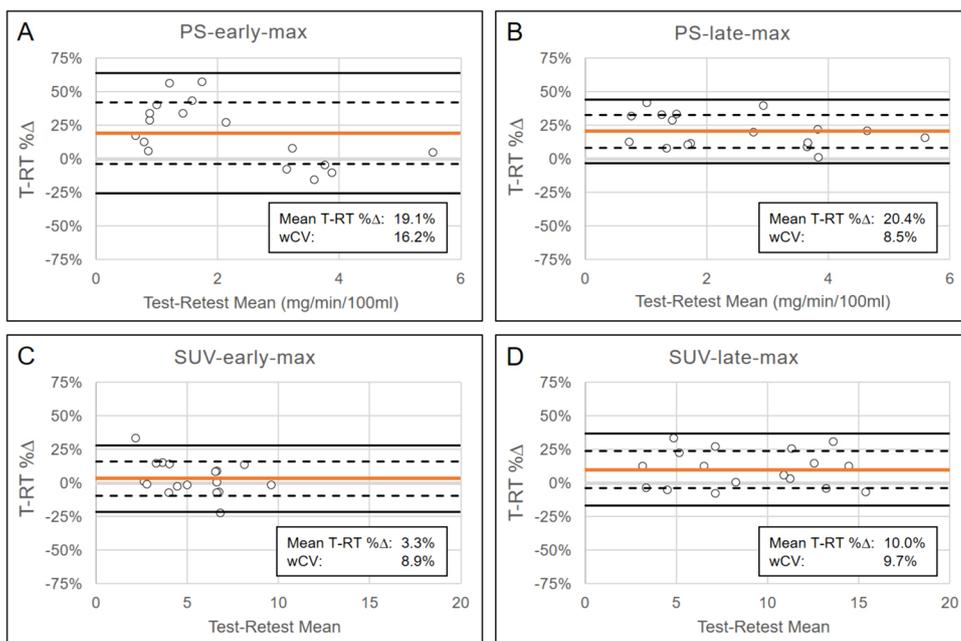 A
PS-early-max
75%
50%
25%
0%
-25%
-50%
-75%
T-RT %Δ
Mean T-RT %Δ: 19.1%
wCV: 16.2%
0 2 4 6
Test-Retest Mean (mg/min/100ml)
B
PS-late-max
75%
50%
25%
0%
-25%
-50%
-75%
T-RT %Δ
Mean T-RT %Δ: 20.4%
wCV: 8.5%
0 2 4 6
Test-Retest Mean (mg/min/100ml)
C
SUV-early-max
75%
50%
25%
0%
-25%
-50%
-75%
T-RT %Δ
Mean T-RT %Δ: 3.3%
wCV: 8.9%
0 5 10 15 20
Test-Retest Mean
D
SUV-late-max
75%
50%
25%
0%
-25%
-50%
-75%
T-RT %Δ
Mean T-RT %Δ: 10.0%
wCV: 9.7%
0 5 10 15 20
Test-Retest Mean